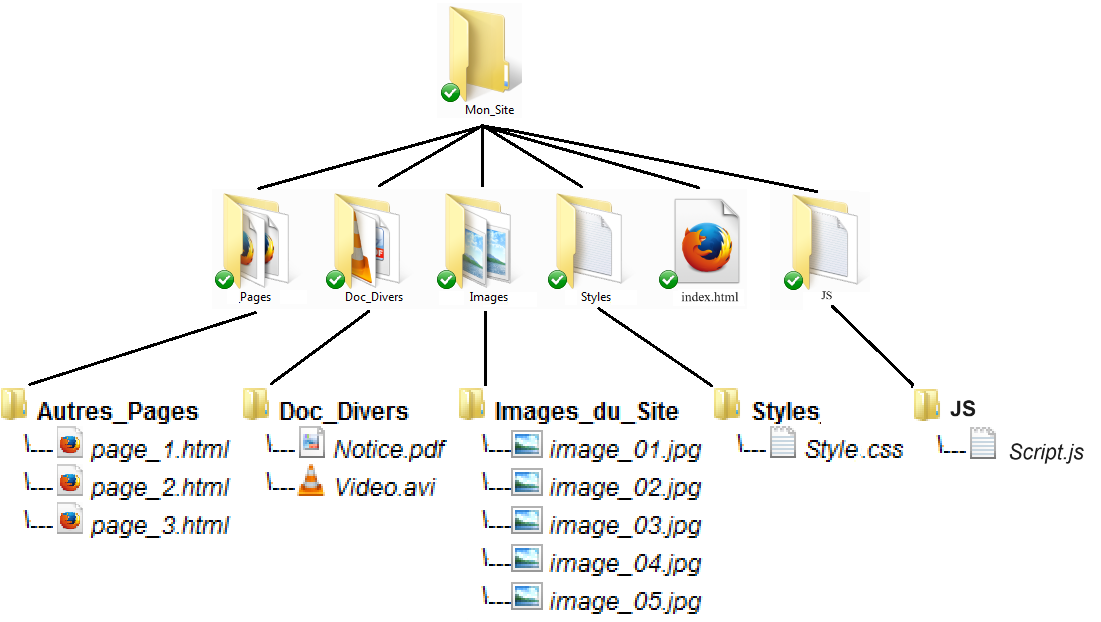 Mon_Site
Pages
Doc_Divers
Images
Styles
index.html
JS
Autres_Pages
page_1.html
page_2.html
page_3.html
Doc_Divers
Notice.pdf
Video.avi
Images_du_Site
image_01.jpg
image_02.jpg
image_03.jpg
image_04.jpg
image_05.jpg
Styles
Style.css
JS
Script.js